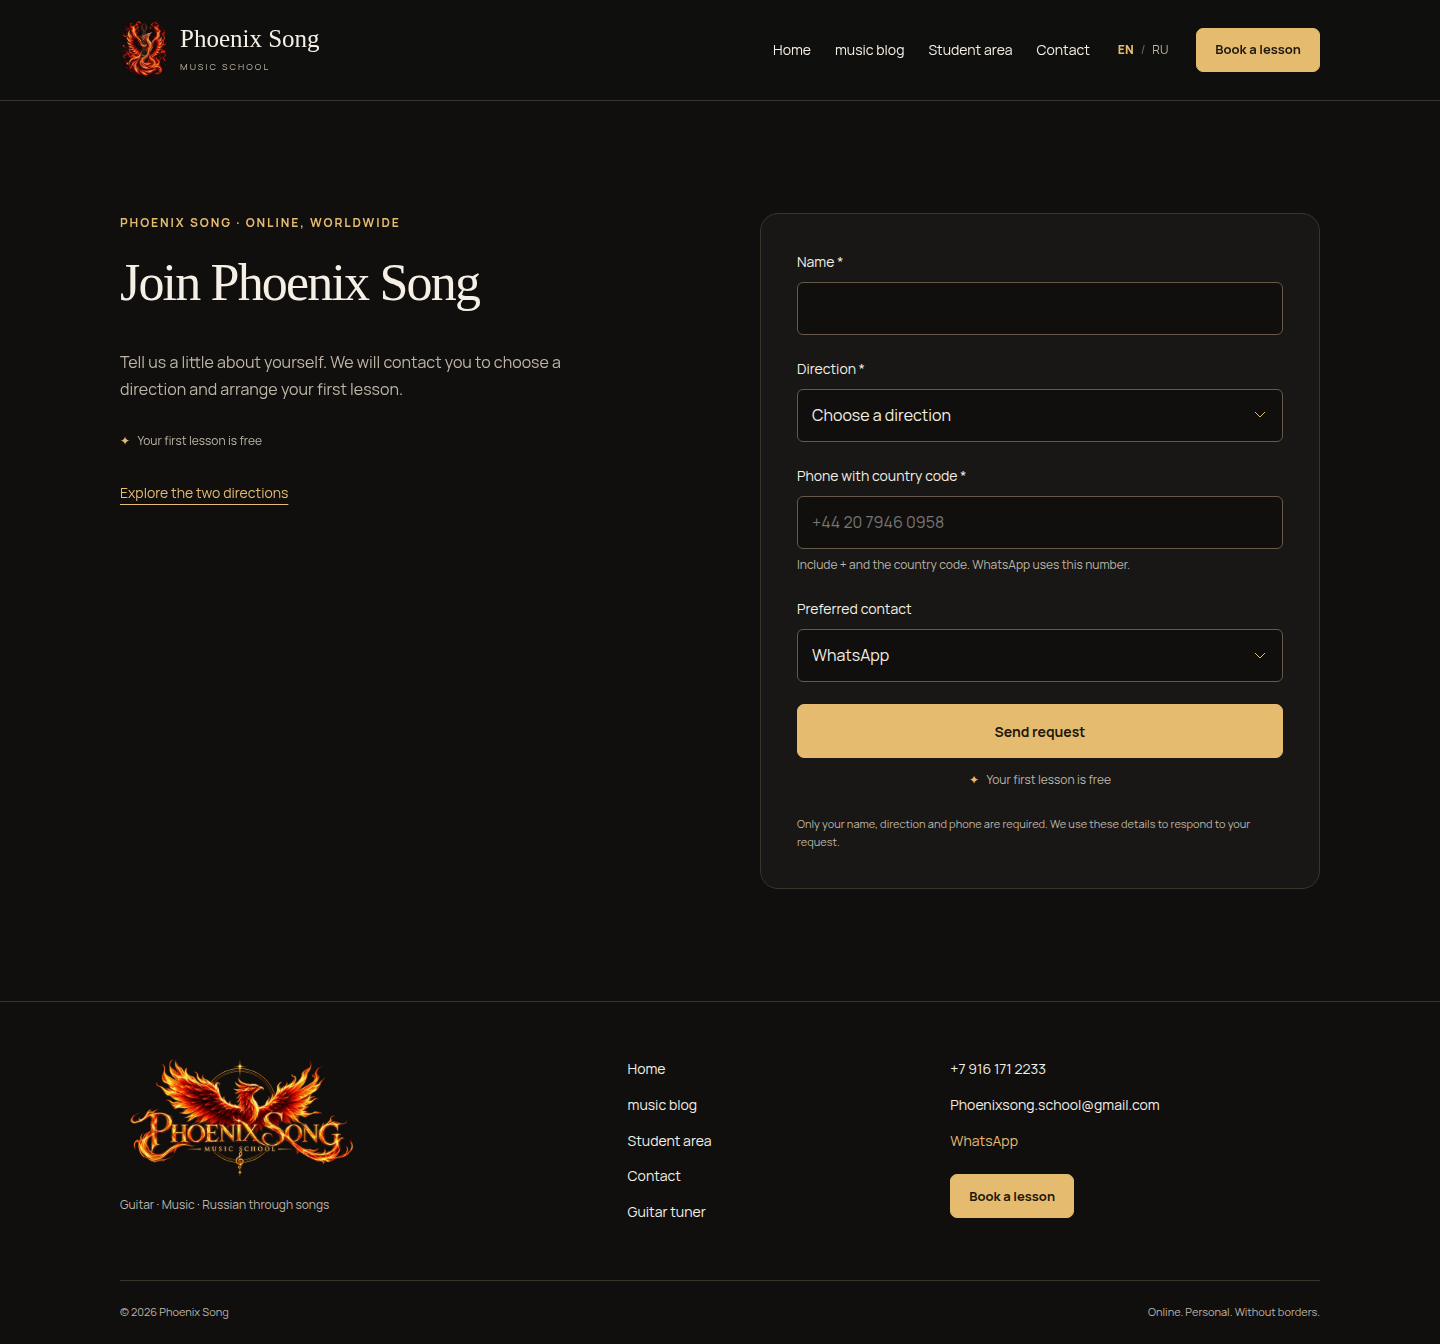 Phoenix Song
MUSIC SCHOOL
Home
music blog
Student area
Contact
EN / RU
Book a lesson
PHOENIX SONG · ONLINE, WORLDWIDE
Join Phoenix Song
Tell us a little about yourself. We will contact you to choose a
direction and arrange your first lesson.
✦ Your first lesson is free
Explore the two directions
Name *
Direction *
Choose a direction
Phone with country code *
+44 20 7946 0958
Include + and the country code. WhatsApp uses this number.
Preferred contact
WhatsApp
Send request
✦ Your first lesson is free
Only your name, direction and phone are required. We use these details to respond to your
request.
PHOENIX SONG
MUSIC SCHOOL
Guitar · Music · Russian through songs
Home
music blog
Student area
Contact
Guitar tuner
+7 916 171 2233
Phoenixsong.school@gmail.com
WhatsApp
Book a lesson
© 2026 Phoenix Song
Online. Personal. Without borders.